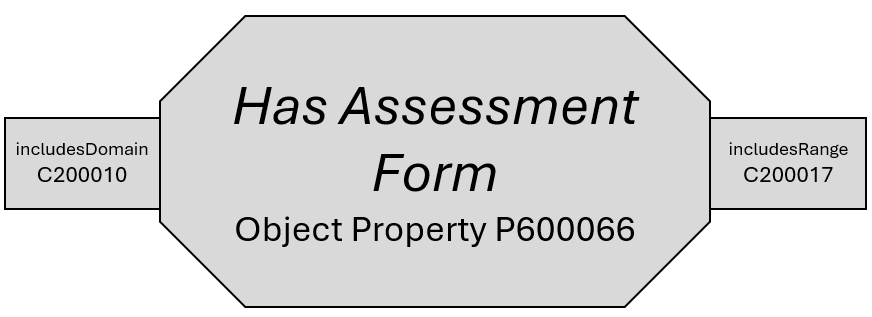 includesDomain
C200010
Has Assessment
Form
Object Property P600066
includesRange
C200017